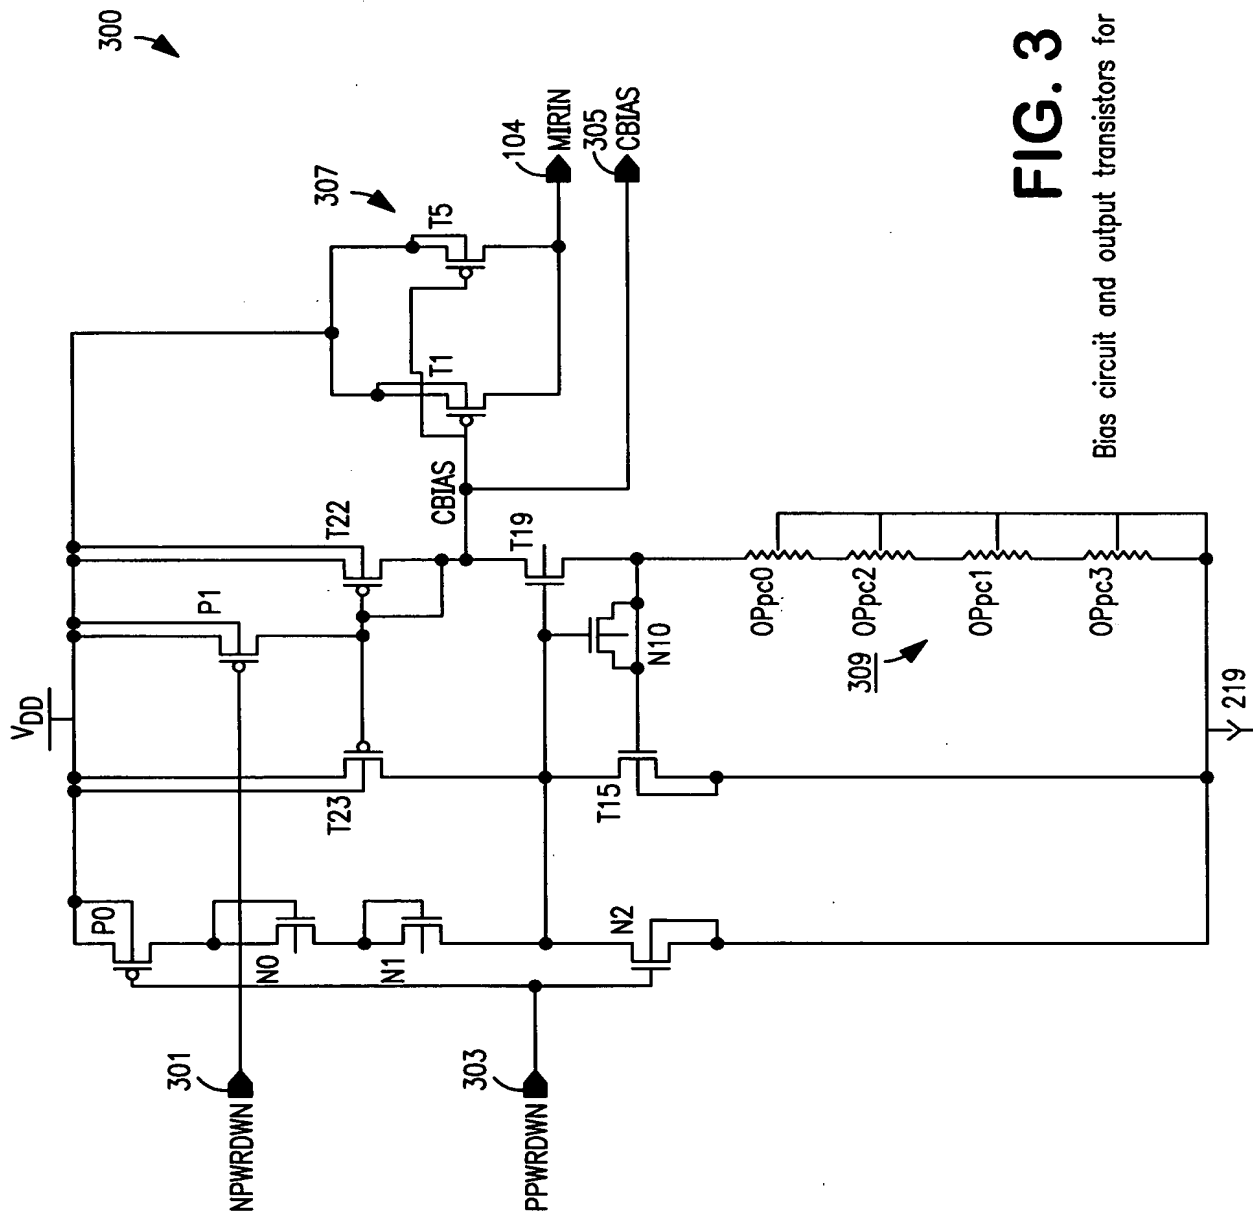 300
VDD
P0
P1
T22
307
T5
104
MIRIN
305
CBIAS
T1
CBIAS
T23
N0
N1
301
NPWRDWN
T19
N10
T15
N2
303
PPWRDWN
OPpc0
OPpc2
OPpc1
OPpc3
309
219
FIG. 3
Bias circuit and output transistors for